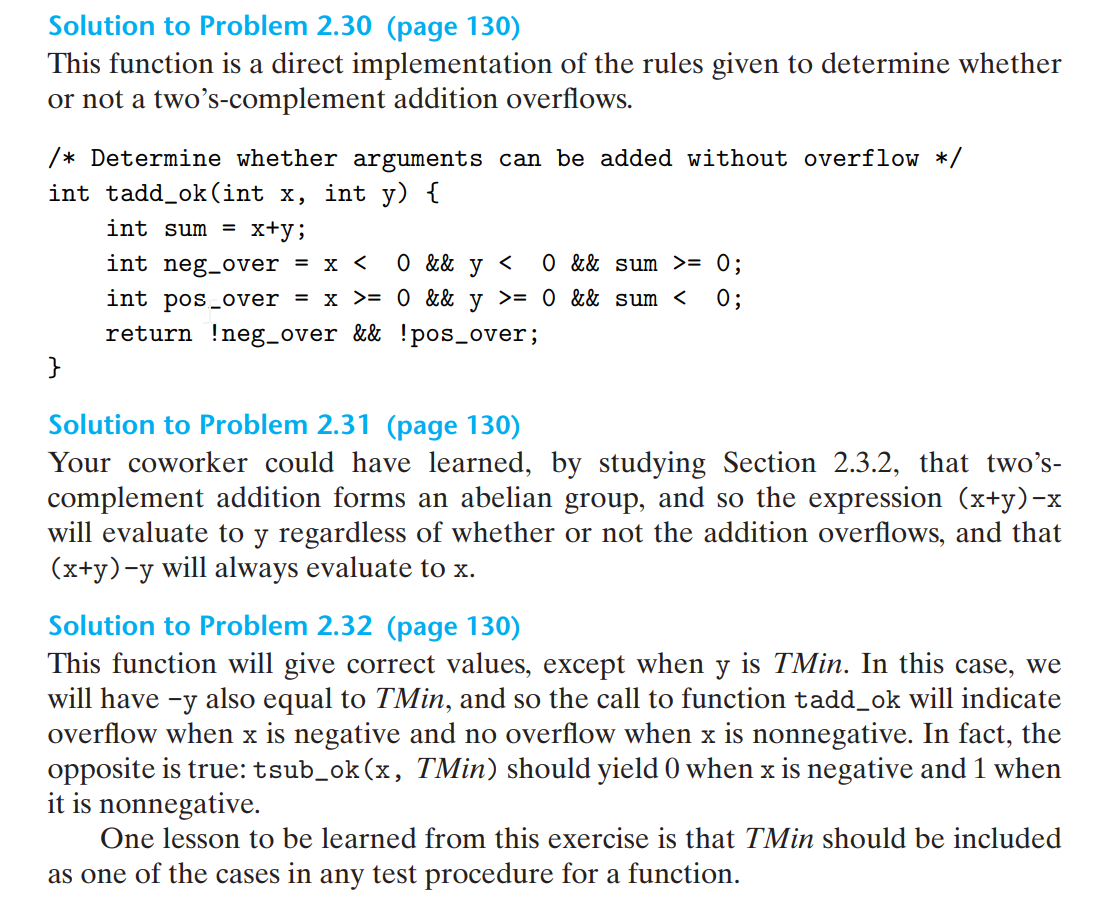 Solution to Problem 2.30 (page 130)
This function is a direct implementation of the rules given to determine whether
or not a two’s-complement addition overflows.
/* Determine whether arguments can be added without overflow */
int tadd_ok(int x, int y) {
    int sum = x+y;
    int neg_over = x <  0 && y <  0 && sum >= 0;
    int pos_over = x >= 0 && y >= 0 && sum <  0;
    return !neg_over && !pos_over;
}
Solution to Problem 2.31 (page 130)
Your coworker could have learned, by studying Section 2.3.2, that two’s-
complement addition forms an abelian group, and so the expression (x+y)-x
will evaluate to y regardless of whether or not the addition overflows, and that
(x+y)-y will always evaluate to x.
Solution to Problem 2.32 (page 130)
This function will give correct values, except when y is TMin. In this case, we
will have -y also equal to TMin, and so the call to function tadd_ok will indicate
overflow when x is negative and no overflow when x is nonnegative. In fact, the
opposite is true: tsub_ok(x, TMin) should yield 0 when x is negative and 1 when
it is nonnegative.
One lesson to be learned from this exercise is that TMin should be included
as one of the cases in any test procedure for a function.